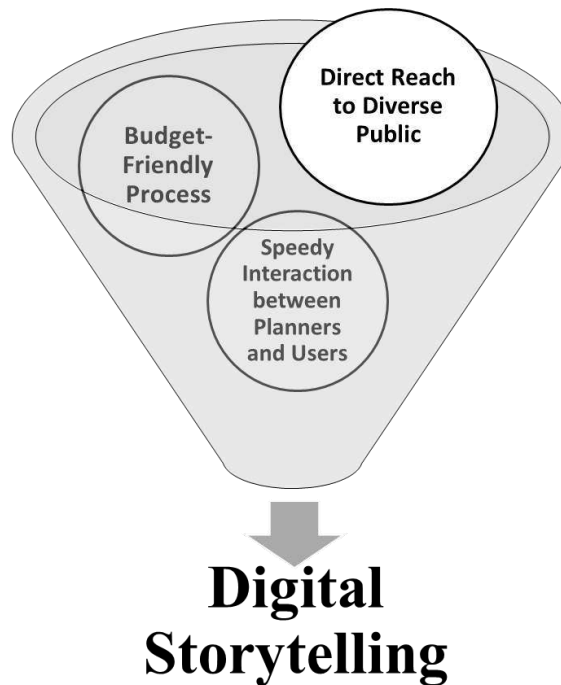 Direct Reach
to Diverse
Public
Budget-
Friendly
Process
Speedy
Interaction
between
Planners
and Users
Digital
Storytelling